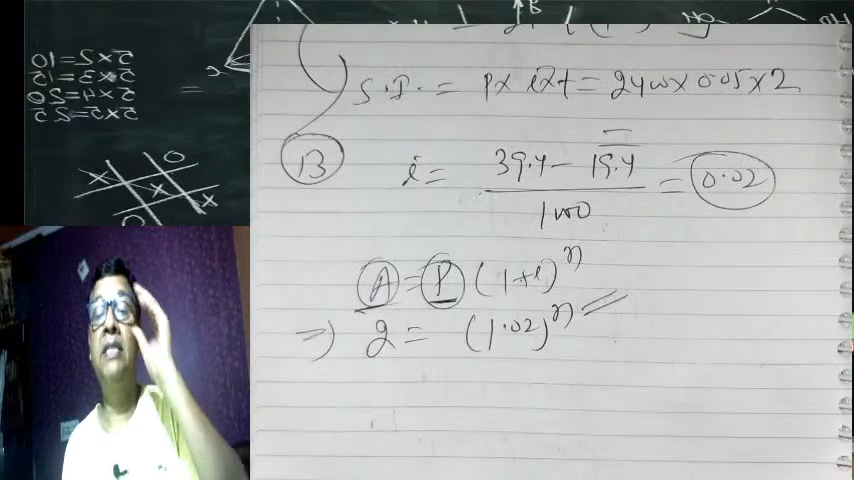 5×2=10
5×3=15
5×4=20
5×5=25
S.I. = P×i×t = 2400×0.05×2
13
i = 39.4 - 19.4 / 100 = 0.02
A = P (1+i)^n
⇒ 2 = (1.02)^n